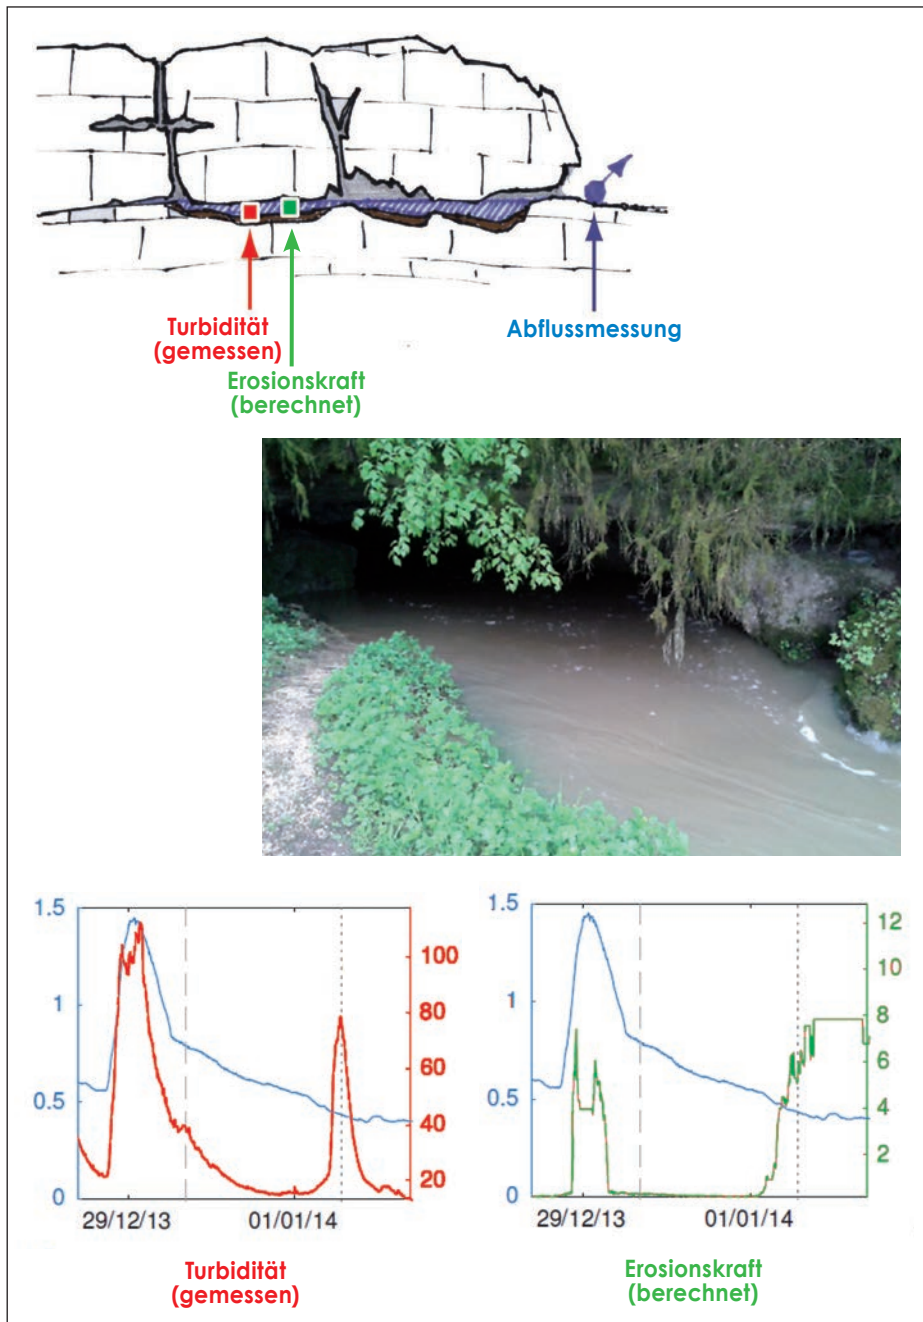 Turbidität
(gemessen)
Erosionskraft
(berechnet)
Abflussmessung
1.5
1
0.5
0
100
80
60
40
20
29/12/13
01/01/14
Turbidität
(gemessen)
1.5
1
0.5
0
12
10
8
6
4
2
29/12/13
01/01/14
Erosionskraft
(berechnet)